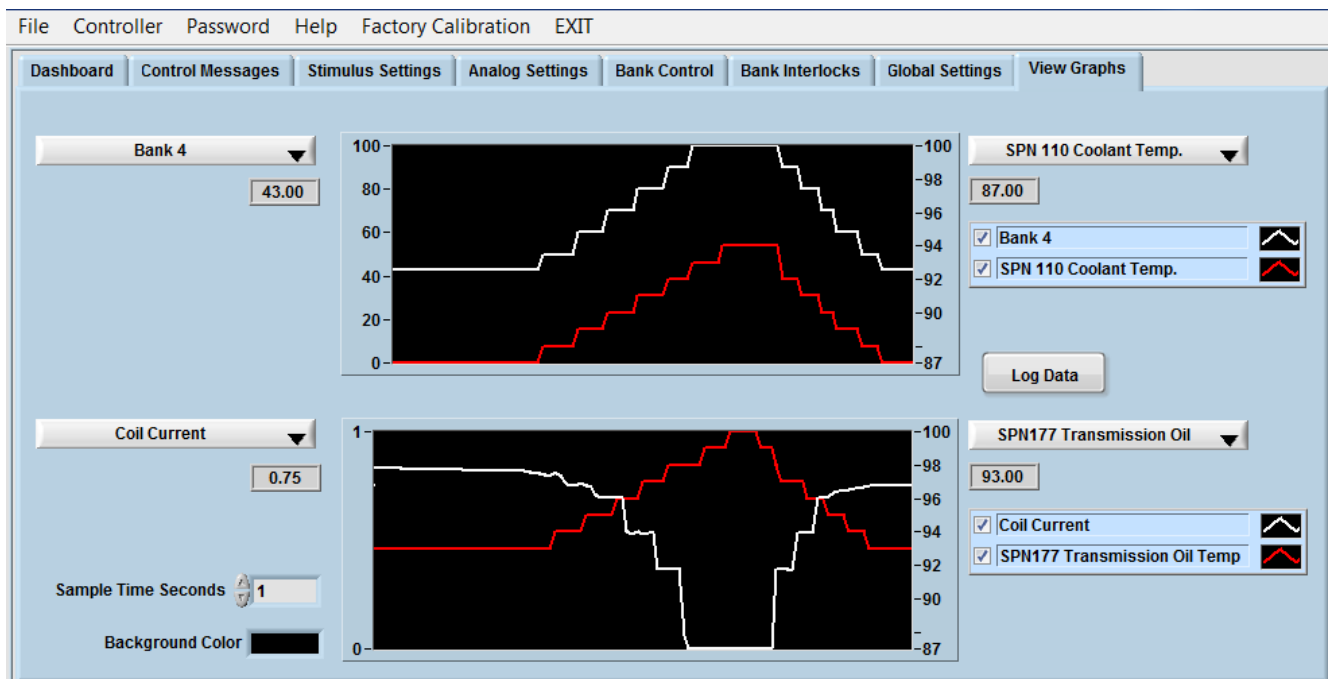 File Controller Password Help Factory Calibration EXIT
Dashboard Control Messages Stimulus Settings Analog Settings Bank Control Bank Interlocks Global Settings View Graphs
Bank 4
43.00
100
80
60
40
20
0
100
98
96
94
92
90
87
SPN 110 Coolant Temp.
87.00
Bank 4
SPN 110 Coolant Temp.
Log Data
Coil Current
0.75
Sample Time Seconds 1
Background Color
1
0
100
98
96
94
92
90
87
SPN177 Transmission Oil
93.00
Coil Current
SPN177 Transmission Oil Temp